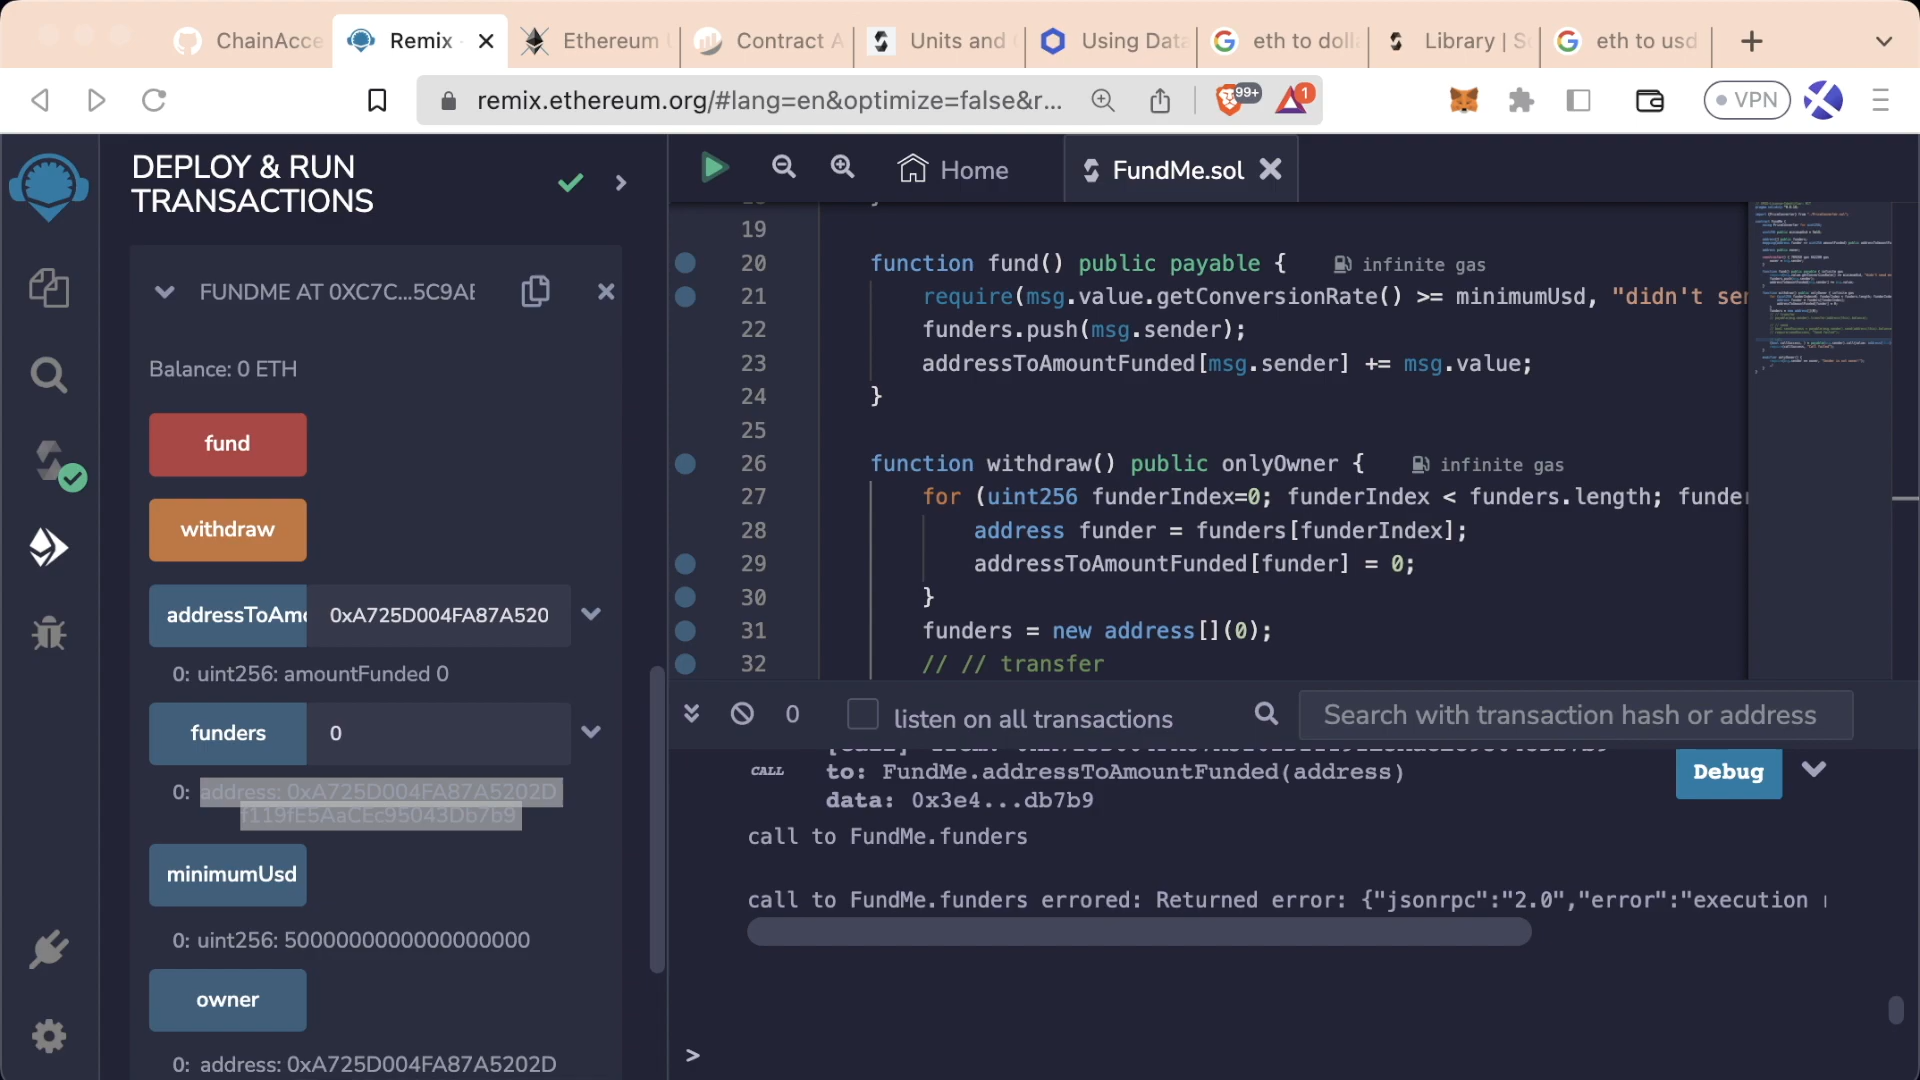 ChainAcce
Remix
Ethereum
Contract A
Units and
Using Data
eth to dolla
Library | So
eth to usd
remix.ethereum.org/#lang=en&optimize=false&r...
99+
1
VPN
DEPLOY & RUN
TRANSACTIONS
FUNDME AT 0XC7C...5C9AE
Balance: 0 ETH
fund
withdraw
addressToAmo
0xA725D004FA87A520
0: uint256: amountFunded 0
funders
0
0: address: 0xA725D004FA87A5202D
f119fE5AaCEc95043Db7b9
minimumUsd
0: uint256: 5000000000000000000
owner
0: address: 0xA725D004FA87A5202D
Home
FundMe.sol
19
20 function fund() public payable { infinite gas
21 require(msg.value.getConversionRate() >= minimumUsd, "didn't sen
22 funders.push(msg.sender);
23 addressToAmountFunded[msg.sender] += msg.value;
24 }
25
26 function withdraw() public onlyOwner { infinite gas
27 for (uint256 funderIndex=0; funderIndex < funders.length; funder
28 address funder = funders[funderIndex];
29 addressToAmountFunded[funder] = 0;
30 }
31 funders = new address[](0);
32 // // transfer
0
listen on all transactions
Search with transaction hash or address
CALL
to: FundMe.addressToAmountFunded(address)
data: 0x3e4...db7b9
Debug
call to FundMe.funders
call to FundMe.funders errored: Returned error: {"jsonrpc":"2.0","error":"execution
>